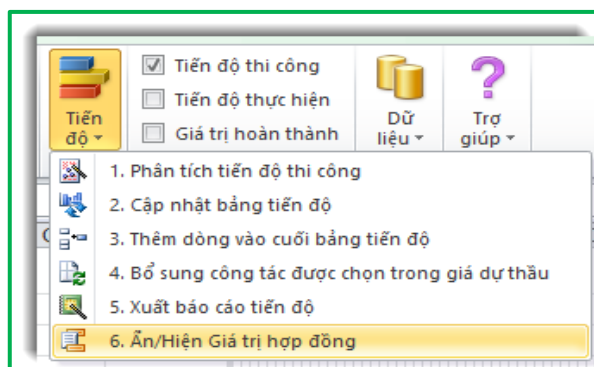 Tiến độ thi công
Tiến độ thực hiện
Giá trị hoàn thành
Tiến
độ
Dữ
liệu
Trợ
giúp
1. Phân tích tiến độ thi công
2. Cập nhật bảng tiến độ
3. Thêm dòng vào cuối bảng tiến độ
4. Bổ sung công tác được chọn trong giá dự thầu
5. Xuất báo cáo tiến độ
6. Ẩn/Hiện Giá trị hợp đồng